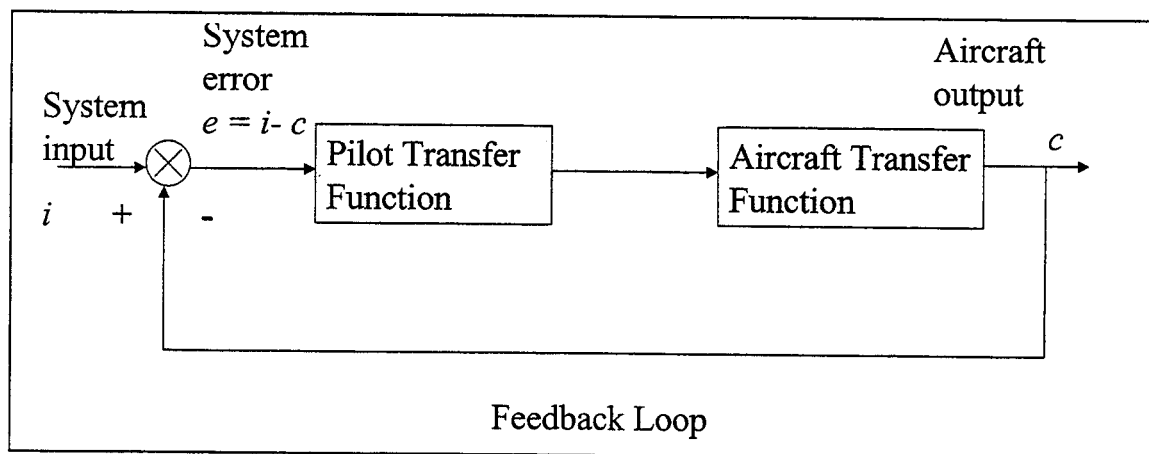 System
error
e = i- c
Aircraft
output
System
input
i
+
-
Pilot Transfer
Function
Aircraft Transfer
Function
c
Feedback Loop